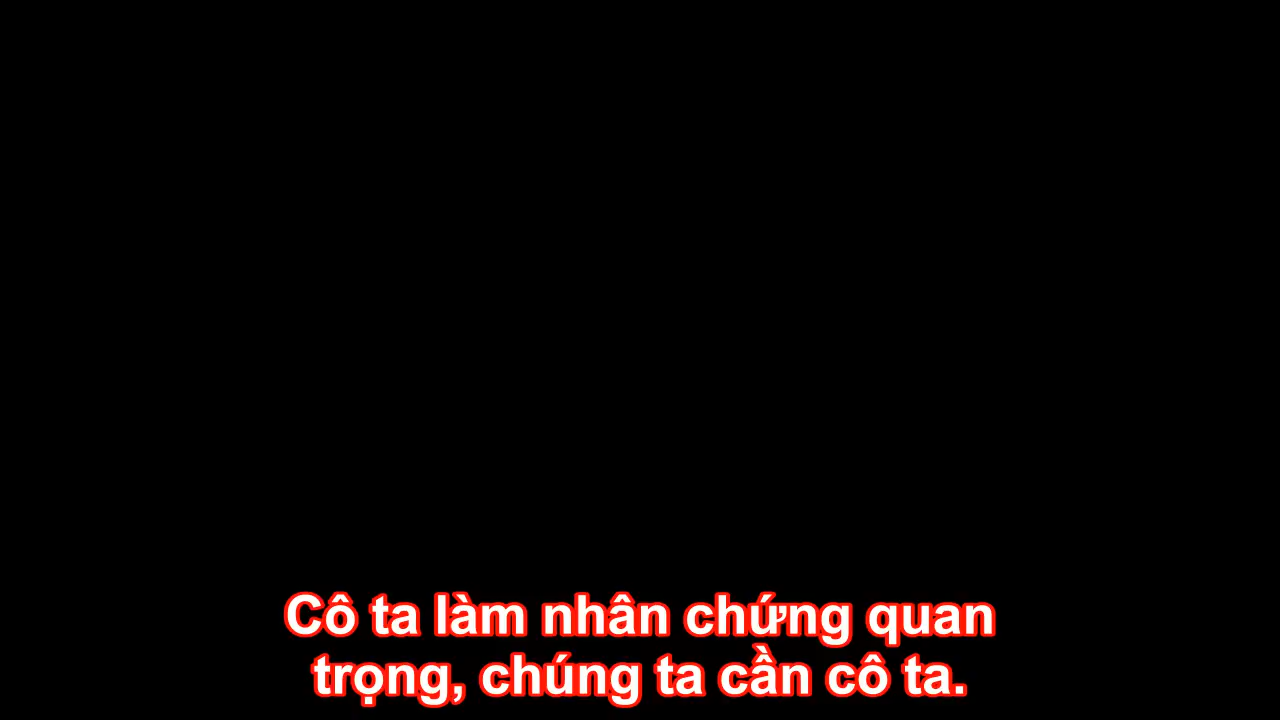 Cô ta làm nhân chứng quan
trọng, chúng ta cần cô ta.